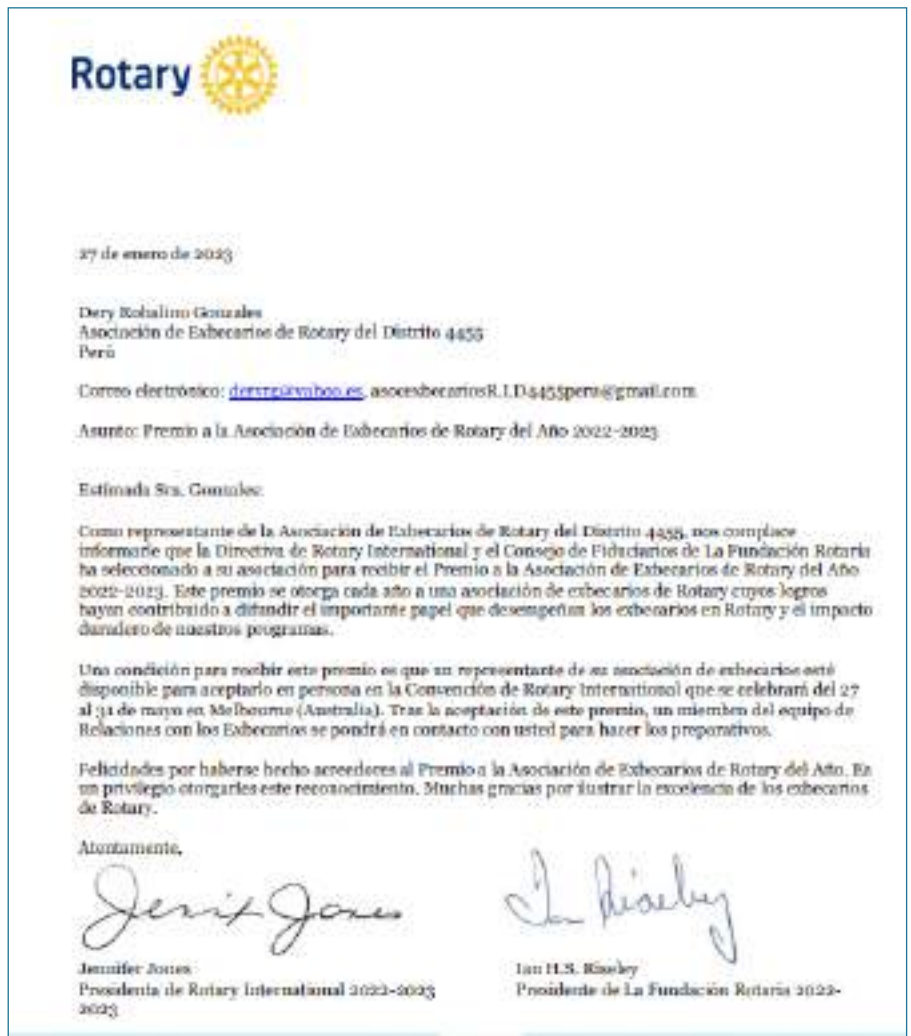 Rotary
27 de enero de 2023
Dery Robalino Gonzales
Asociación de Exbecarios de Rotary del Distrito 4455
Perú
Correo electrónico: deryrg@yahoo.es, asocexbecariosR.I.D4455peru@gmail.com
Asunto: Premio a la Asociación de Exbecarios de Rotary del Año 2022-2023
Estimada Sra. Gonzales:
Como representante de la Asociación de Exbecarios de Rotary del Distrito 4455, nos complace
informarle que la Directiva de Rotary International y el Consejo de Fiduciarios de La Fundación Rotaria
ha seleccionado a su asociación para recibir el Premio a la Asociación de Exbecarios de Rotary del Año
2022-2023. Este premio se otorga cada año a una asociación de exbecarios de Rotary cuyos logros
hayan contribuido a difundir el importante papel que desempeñan los exbecarios en Rotary y el impacto
duradero de nuestros programas.
Una condición para recibir este premio es que un representante de su asociación de exbecarios esté
disponible para aceptarlo en persona en la Convención de Rotary International que se celebrará del 27
al 31 de mayo en Melbourne (Australia). Tras la aceptación de este premio, un miembro del equipo de
Relaciones con los Exbecarios se pondrá en contacto con usted para hacer los preparativos.
Felicidades por haberse hecho acreedores al Premio a la Asociación de Exbecarios de Rotary del Año. Es
un privilegio otorgarles este reconocimiento. Muchas gracias por ilustrar la excelencia de los exbecarios
de Rotary.
Atentamente,
Jennifer Jones
Presidenta de Rotary International 2022-2023
Ian H.S. Riseley
Presidente de La Fundación Rotaria 2022-